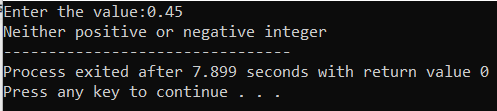 Enter the value:0.45
Neither positive or negative integer
--------------------------------
Process exited after 7.899 seconds with return value 0
Press any key to continue . . .